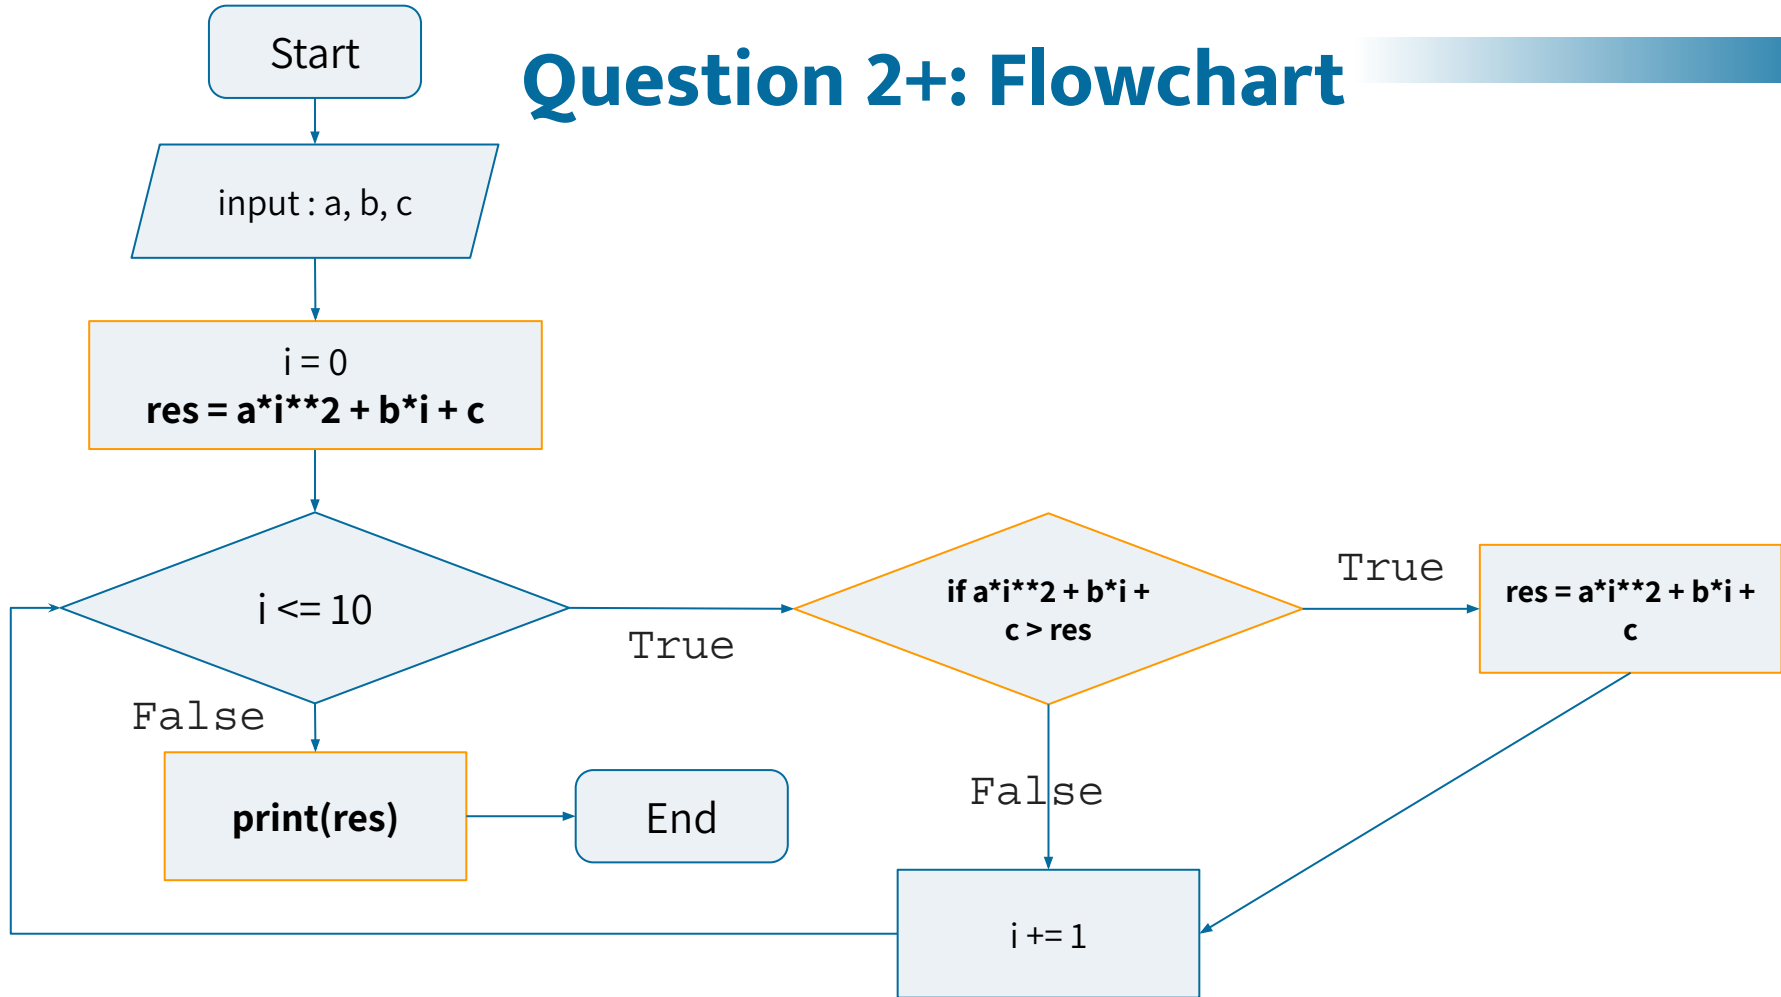 Start
Question 2+: Flowchart
input : a, b, c
i = 0
res = a*i**2 + b*i + c
i <= 10
True
if a*i**2 + b*i +
c > res
True
res = a*i**2 + b*i +
c
False
print(res)
End
False
i += 1